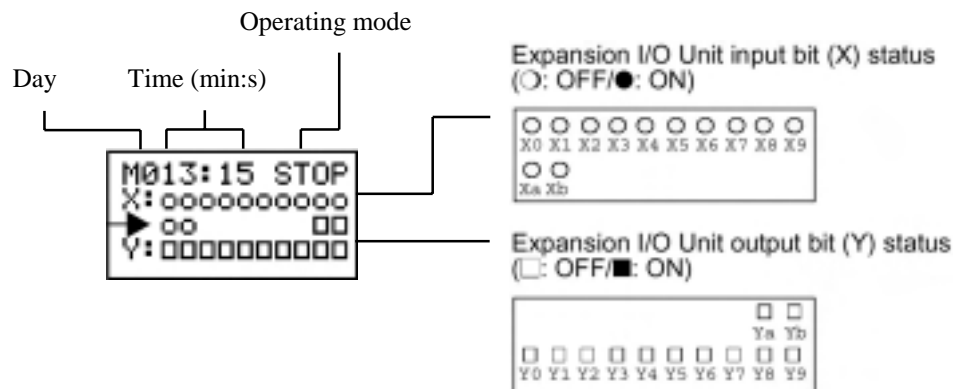 Operating mode
Day
Time (min:s)
M013:15 STOP
X:○○○○○○○○○○
○○ □□
Y:□□□□□□□□□□
Expansion I/O Unit input bit (X) status
(○: OFF/●: ON)
X0 X1 X2 X3 X4 X5 X6 X7 X8 X9
Xa Xb
Expansion I/O Unit output bit (Y) status
(□: OFF/■: ON)
Ya Yb
Y0 Y1 Y2 Y3 Y4 Y5 Y6 Y7 Y8 Y9